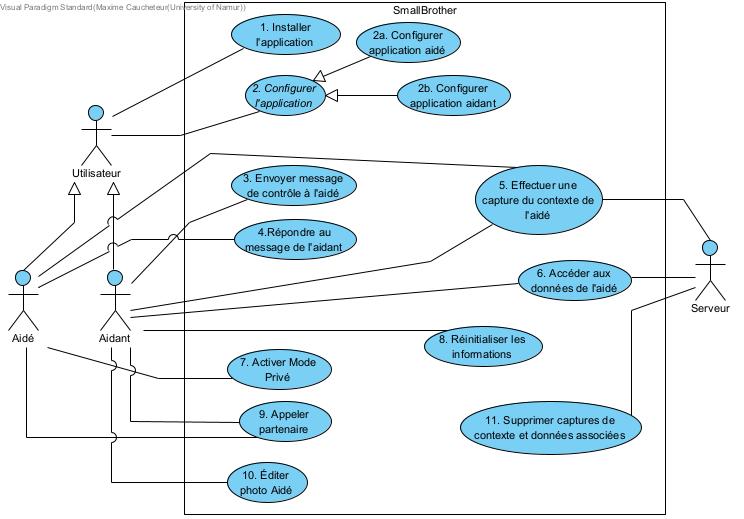 Visual Paradigm Standard(Maxime Caucheteur(University of Namur))
SmallBrother
1. Installer
l'application
2a. Configurer
application aidé
2. Configurer
l'application
2b. Configurer
application aidant
Utilisateur
3. Envoyer message
de contrôle à l'aidé
5. Effectuer une
capture du contexte de
l'aidé
4.Répondre au
message de l'aidant
6. Accéder aux
données de l'aidé
Serveur
Aidé
Aidant
8. Réinitialiser les
informations
7. Activer Mode
Privé
9. Appeler
partenaire
11. Supprimer captures de
contexte et données associées
10. Éditer
photo Aidé